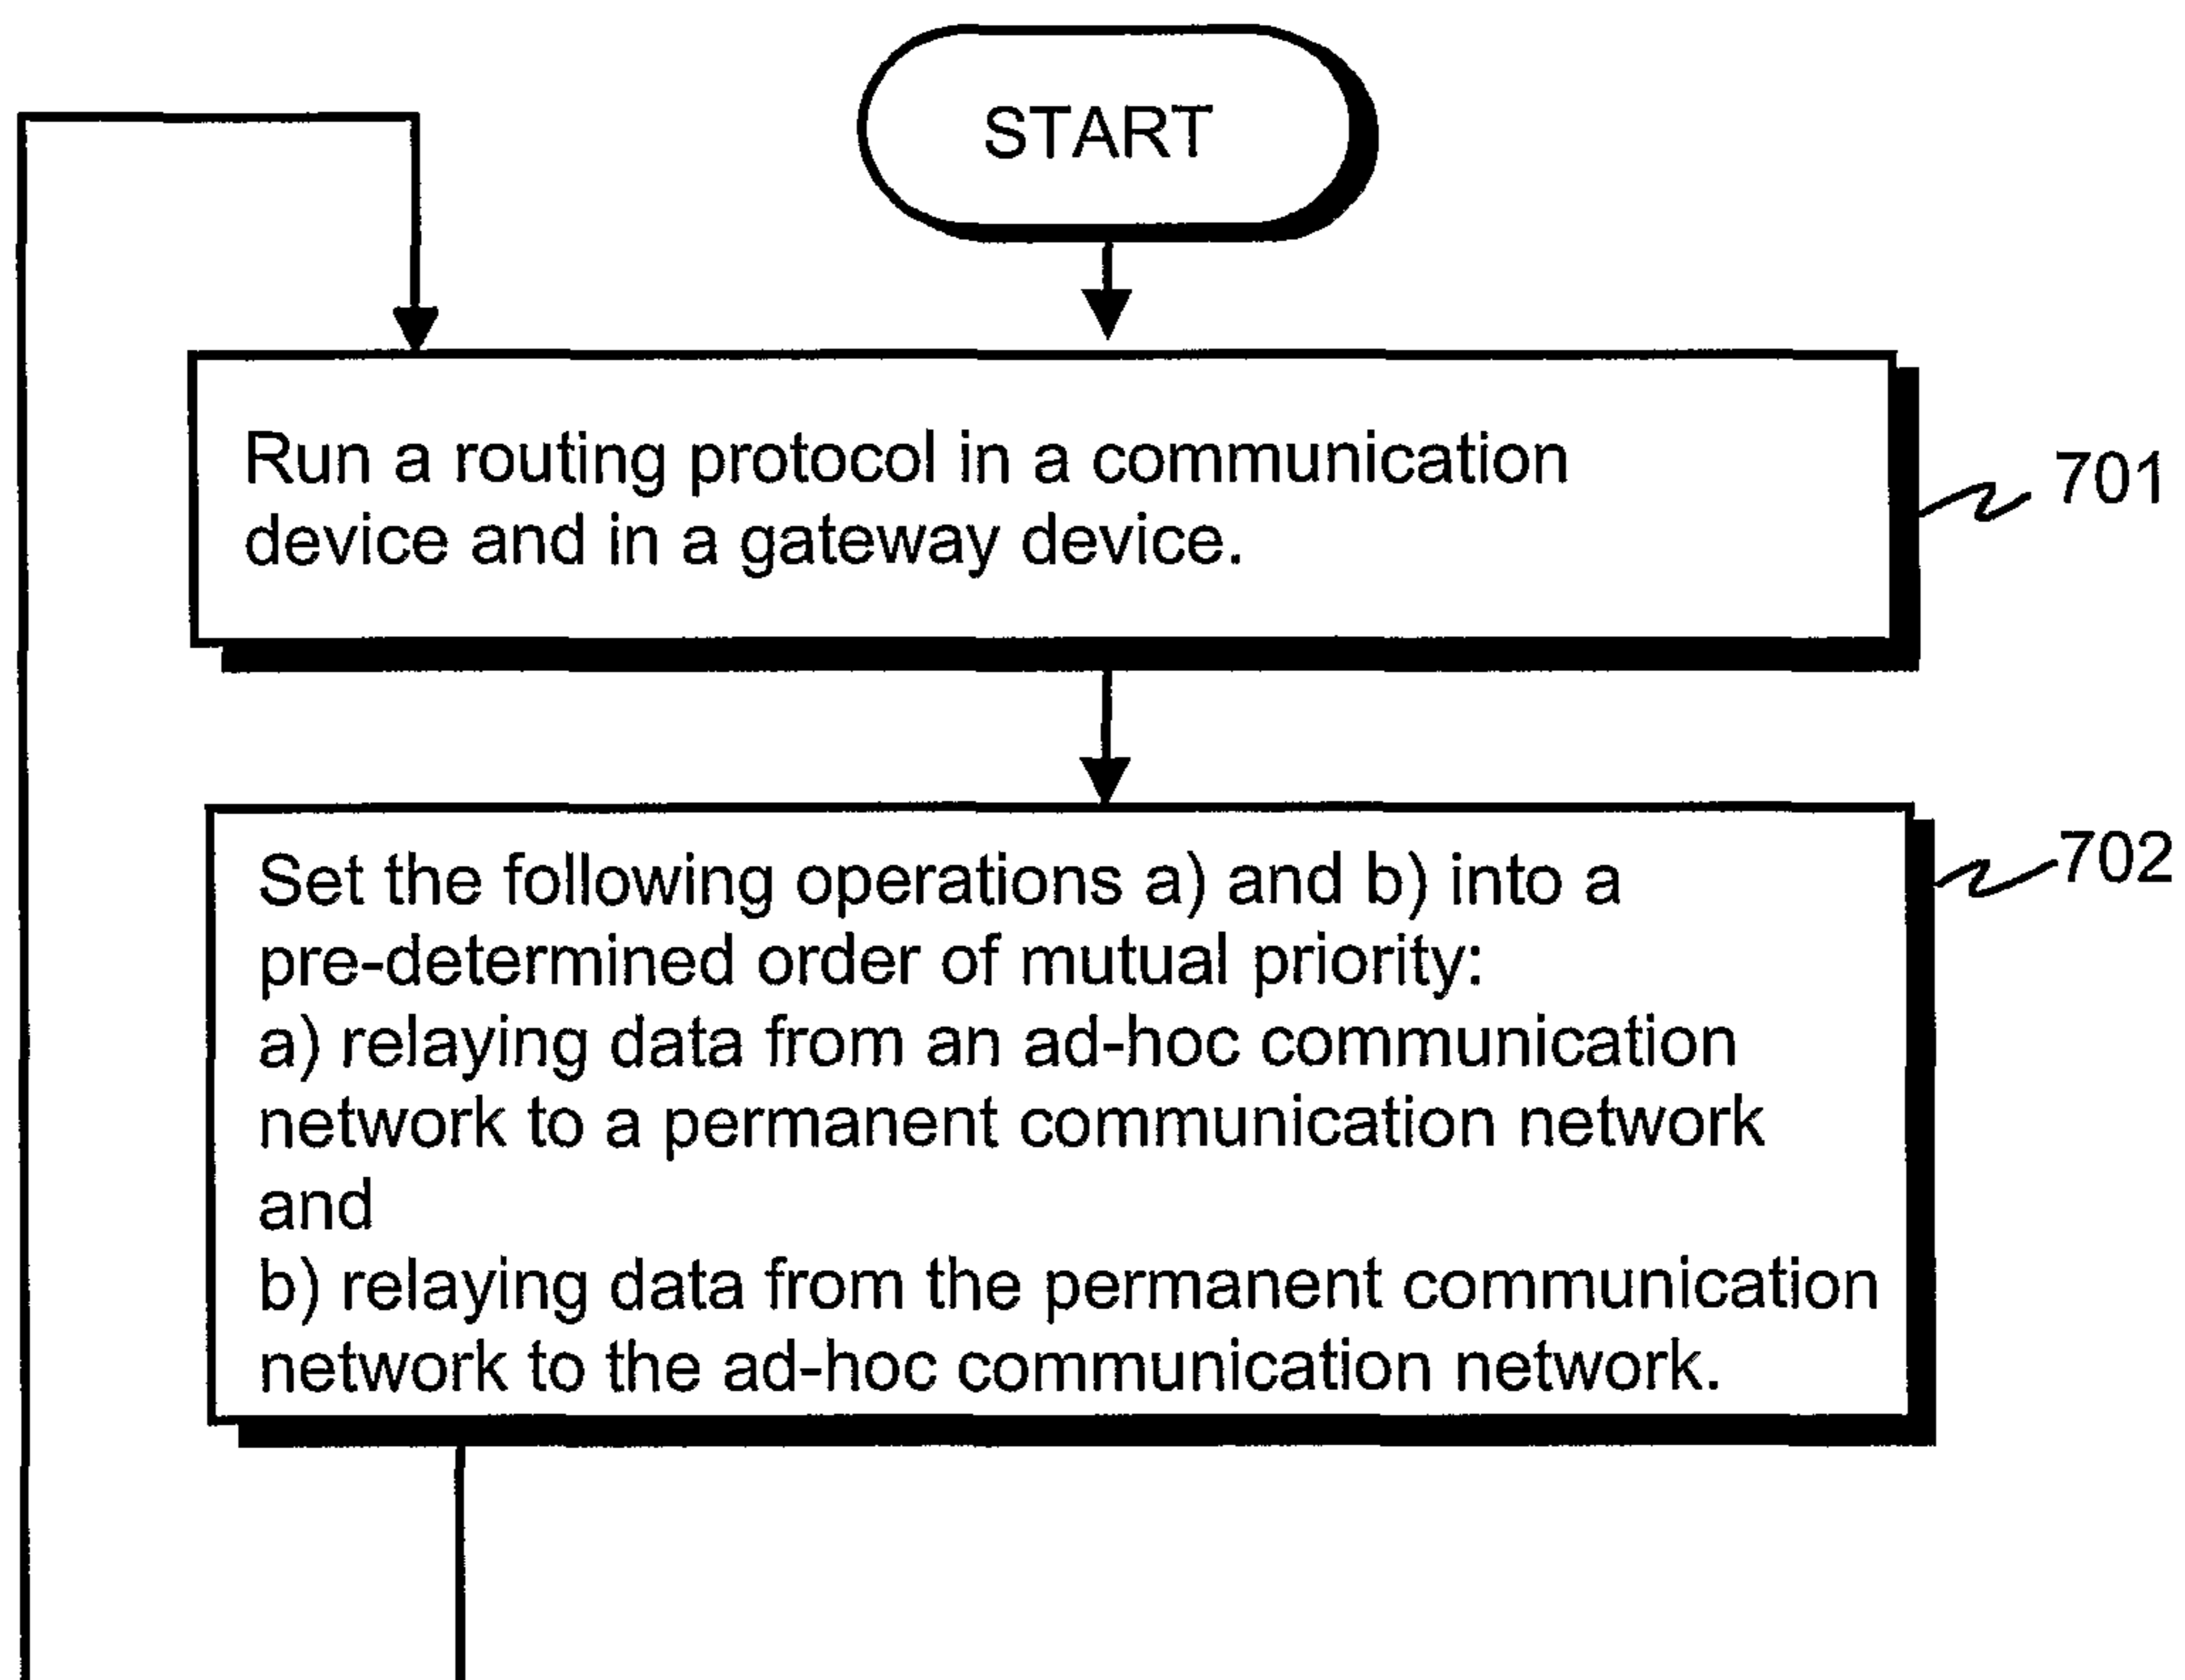 START
Run a routing protocol in a communication
device and in a gateway device.
701
Set the following operations a) and b) into a
pre-determined order of mutual priority:
a) relaying data from an ad-hoc communication
network to a permanent communication network
and
b) relaying data from the permanent communication
network to the ad-hoc communication network.
702